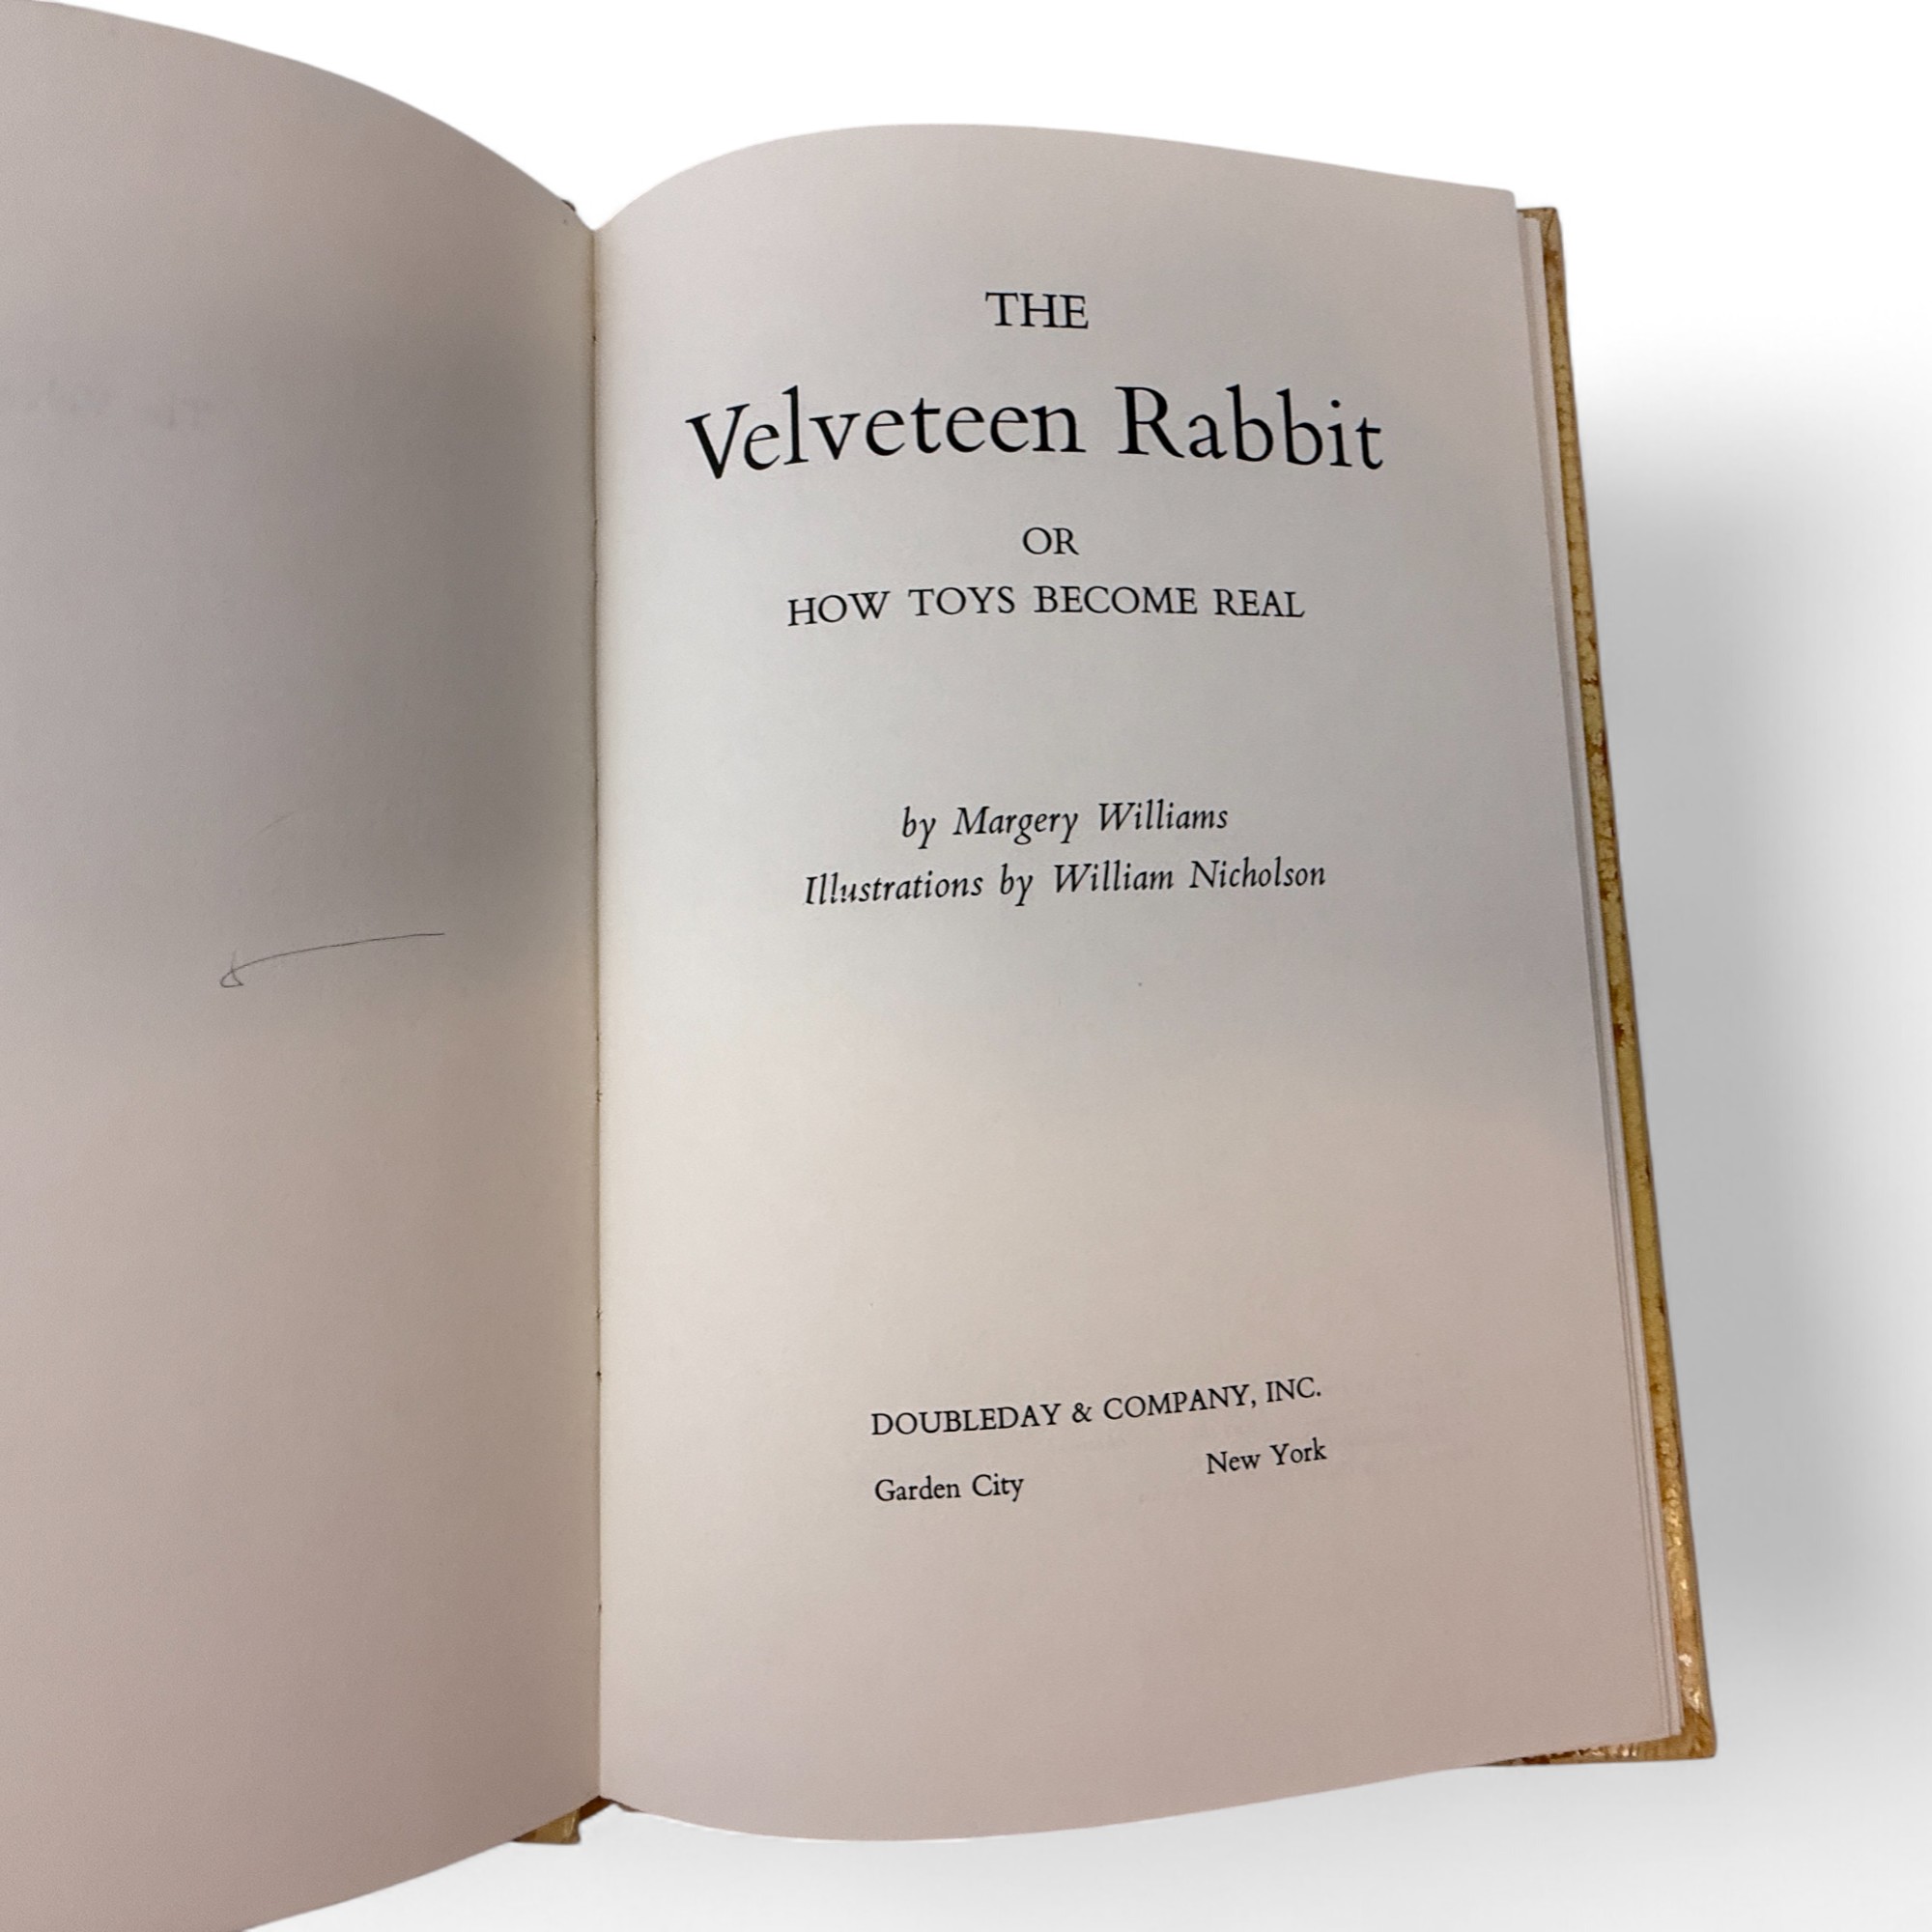 THE
Velveteen Rabbit
OR
HOW TOYS BECOME REAL
by Margery Williams
Illustrations by William Nicholson
DOUBLEDAY & COMPANY, INC.
Garden City New York